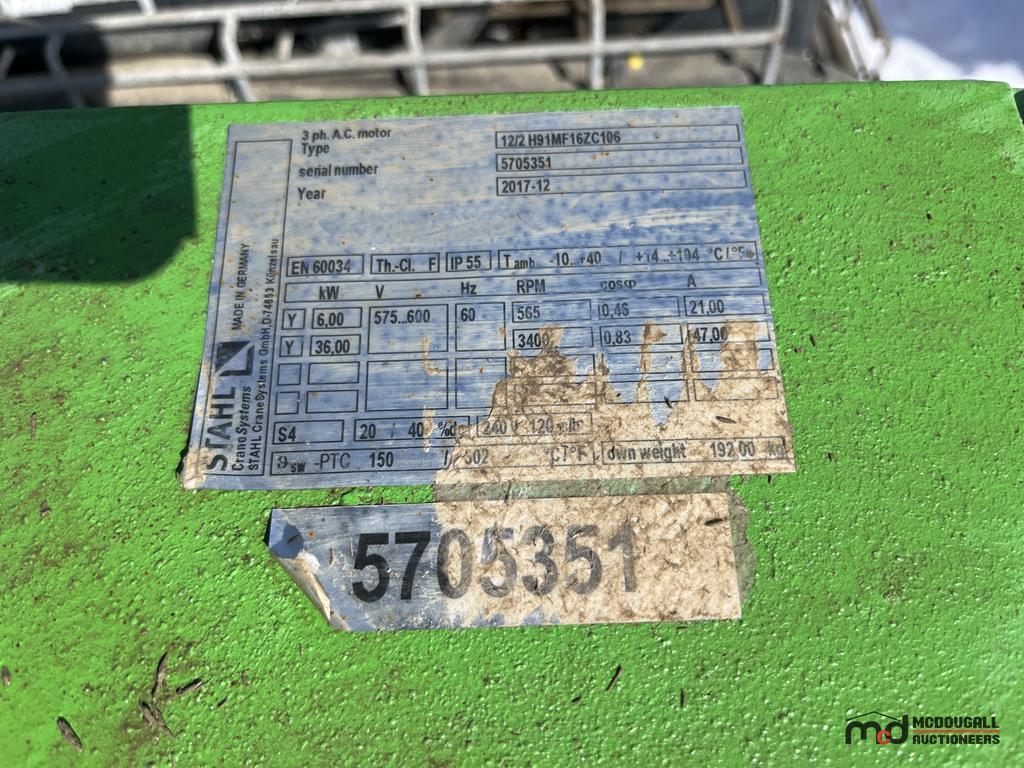 3 ph. A.C. motor
Type 12/2 H91MF16ZC106
serial number 5705351
Year 2017-12
EN 60034 Th.-Cl. F IP 55 T amb -10...+40 / +14...+104 °C / °F
kW V Hz RPM cosφ A
Y 6,00 575...600 60 565 0,46 21.00
Y 36,00 3400 0,83 47,00
S4 20 / 40 % 240 / 120
ϑsw -PTC 150 / 302 °C / °F own weight 192.00 kg
STAHL
CraneSystems
MADE IN GERMANY
STAHL CraneSystems GmbH, D-74653 Künzelsau
5705351
mcd MCDOUGALL
AUCTIONEERS